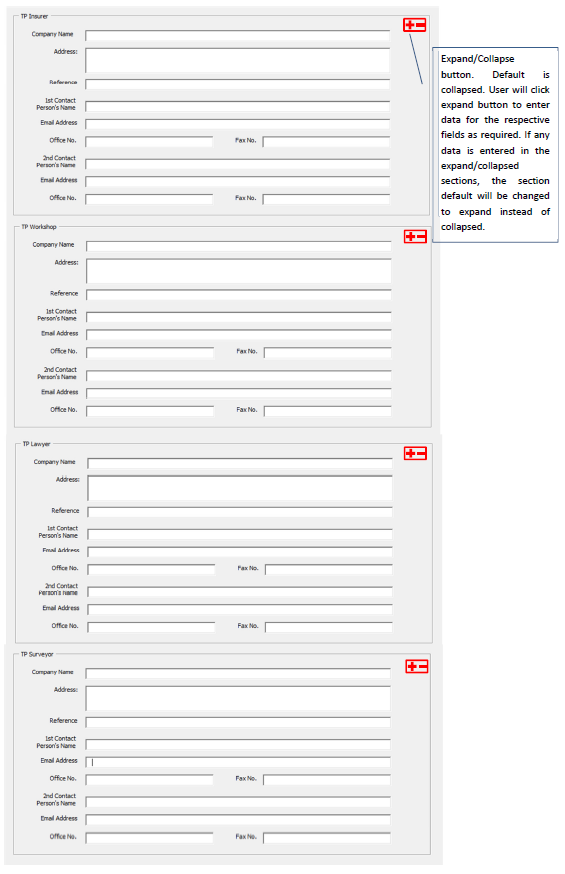 TP Insurer
Company Name
Address:
Reference
1st Contact
Person's Name
Email Address
Office No. Fax No.
2nd Contact
Person's Name
Email Address
Office No. Fax No.
Expand/Collapse
button. Default is
collapsed. User will click
expand button to enter
data for the respective
fields as required. If any
data is entered in the
expand/collapsed
sections, the section
default will be changed
to expand instead of
collapsed.
TP Workshop
Company Name
Address:
Reference
1st Contact
Person's Name
Email Address
Office No. Fax No.
2nd Contact
Person's Name
Email Address
Office No. Fax No.
TP Lawyer
Company Name
Address:
Reference
1st Contact
Person's Name
Email Address
Office No. Fax No.
2nd Contact
Person's Name
Email Address
Office No. Fax No.
TP Surveyor
Company Name
Address:
Reference
1st Contact
Person's Name
Email Address
Office No. Fax No.
2nd Contact
Person's Name
Email Address
Office No. Fax No.